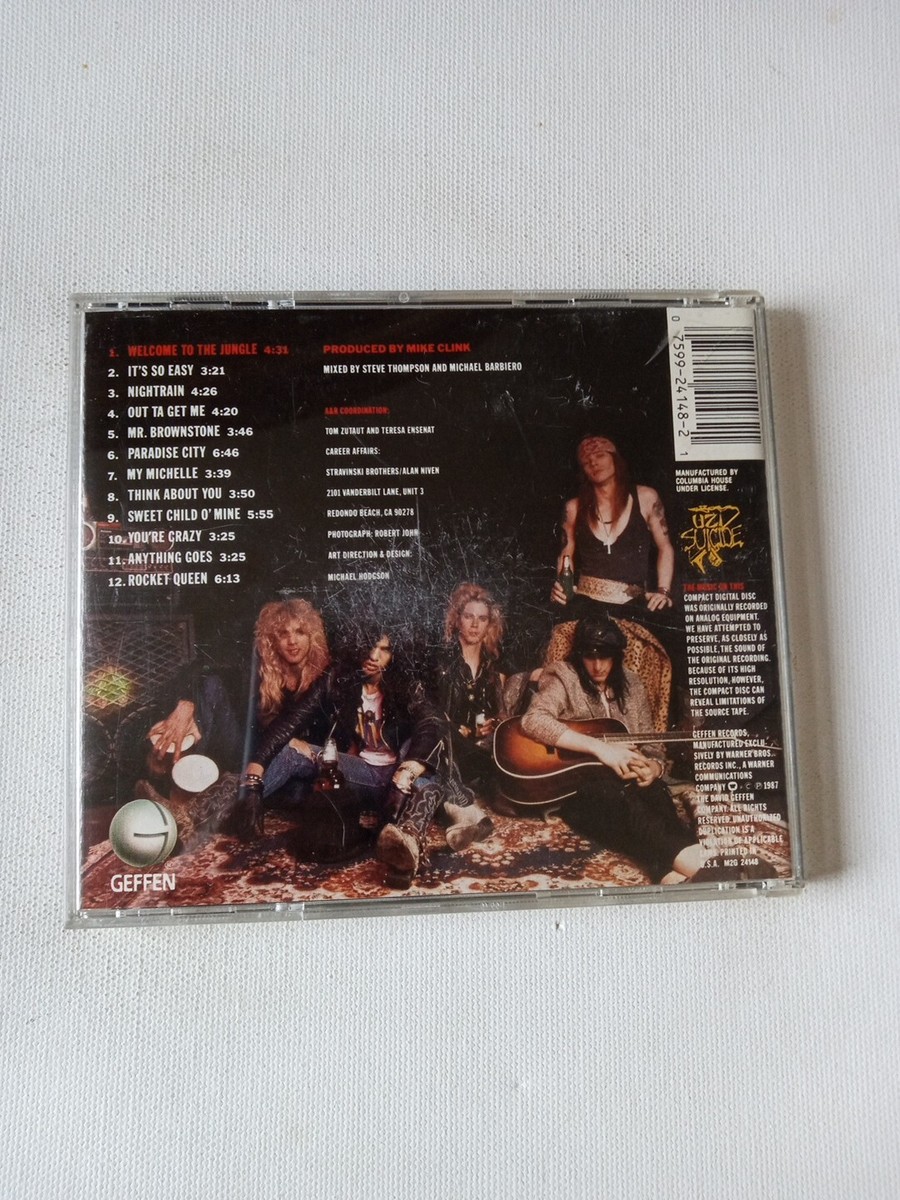 1. WELCOME TO THE JUNGLE 4:31
2. IT'S SO EASY 3:21
3. NIGHTRAIN 4:26
4. OUT TA GET ME 4:20
5. MR. BROWNSTONE 3:46
6. PARADISE CITY 6:46
7. MY MICHELLE 3:39
8. THINK ABOUT YOU 3:50
9. SWEET CHILD O' MINE 5:55
10. YOU'RE CRAZY 3:25
11. ANYTHING GOES 3:25
12. ROCKET QUEEN 6:13
PRODUCED BY MIKE CLINK
MIXED BY STEVE THOMPSON AND MICHAEL BARBIERO
A&R COORDINATION:
TOM ZUTAUT AND TERESA ENSENAT
CAREER AFFAIRS:
STRAVINSKI BROTHERS/ALAN NIVEN
2101 VANDERBILT LANE, UNIT 3
REDONDO BEACH, CA 90278
PHOTOGRAPH: ROBERT JOHN
ART DIRECTION & DESIGN:
MICHAEL HODGSON
0 7599-24148-2 1
MANUFACTURED BY
COLUMBIA HOUSE
UNDER LICENSE.
UZI
SUICIDE
THE MUSIC ON THIS
COMPACT DIGITAL DISC
WAS ORIGINALLY RECORDED
ON ANALOG EQUIPMENT.
WE HAVE ATTEMPTED TO
PRESERVE, AS CLOSELY AS
POSSIBLE, THE SOUND OF
THE ORIGINAL RECORDING.
BECAUSE OF ITS HIGH
RESOLUTION, HOWEVER,
THE COMPACT DISC CAN
REVEAL LIMITATIONS OF
THE SOURCE TAPE.
GEFFEN RECORDS,
MANUFACTURED EXCLU-
SIVELY BY WARNER BROS.
RECORDS INC., A WARNER
COMMUNICATIONS
COMPANY © ℗ 1987
THE DAVID GEFFEN
COMPANY. ALL RIGHTS
RESERVED. UNAUTHORIZED
DUPLICATION IS A
VIOLATION OF APPLICABLE
LAWS. PRINTED IN
U.S.A. M2G 24148
GEFFEN